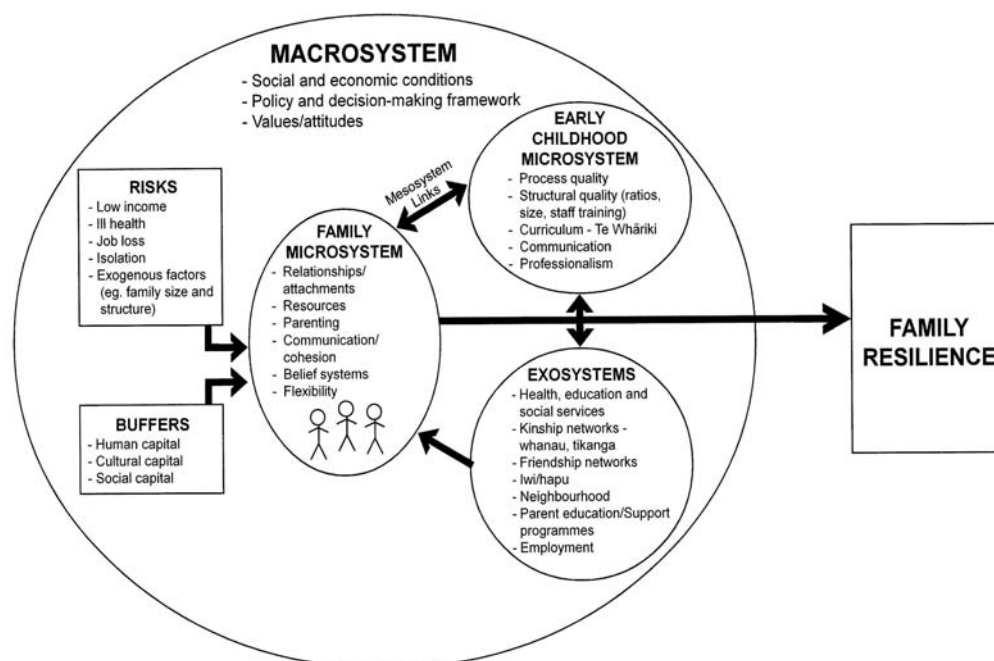 MACROSYSTEM
- Social and economic conditions
- Policy and decision-making framework
- Values/attitudes
RISKS
- Low income
- Ill health
- Job loss
- Isolation
- Exogenous factors
(eg. family size and
structure)
BUFFERS
- Human capital
- Cultural capital
- Social capital
FAMILY
MICROSYSTEM
- Relationships/
attachments
- Resources
- Parenting
- Communication/
cohesion
- Belief systems
- Flexibility
Mesosystem
Links
EARLY
CHILDHOOD
MICROSYSTEM
- Process quality
- Structural quality (ratios,
size, staff training)
- Curriculum - Te Whāriki
- Communication
- Professionalism
EXOSYSTEMS
- Health, education and
social services
- Kinship networks -
whanau, tikanga
- Friendship networks
- Iwi/hapu
- Neighbourhood
- Parent education/Support
programmes
- Employment
FAMILY
RESILIENCE